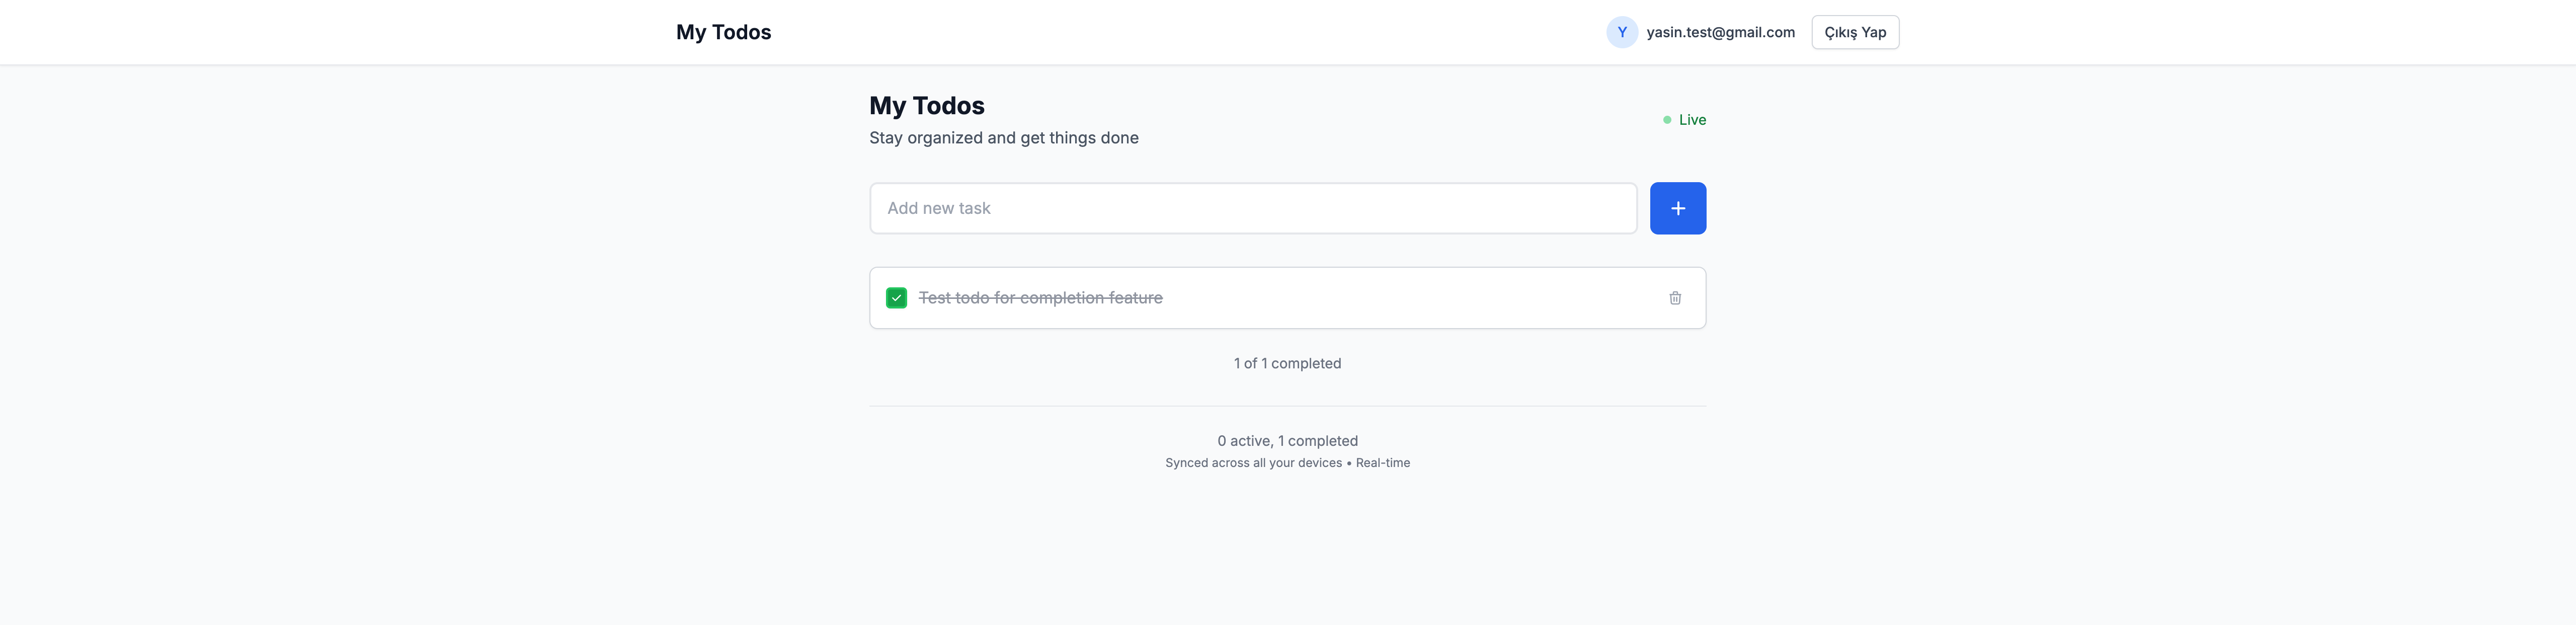 My Todos
Y yasin.test@gmail.com Çıkış Yap
My Todos
Stay organized and get things done
Live
Add new task
Test todo for completion feature
1 of 1 completed
0 active, 1 completed
Synced across all your devices • Real-time